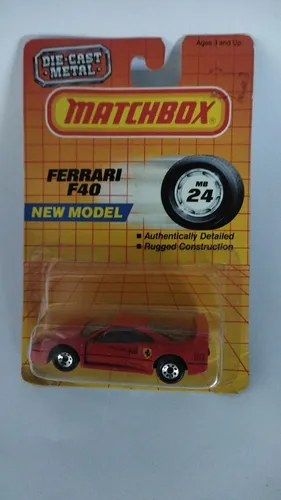 Ages 3 and Up
DIE-CAST
METAL
MATCHBOX
FERRARI
F40
NEW MODEL
MB
24
■ Authentically Detailed
■ Rugged Construction